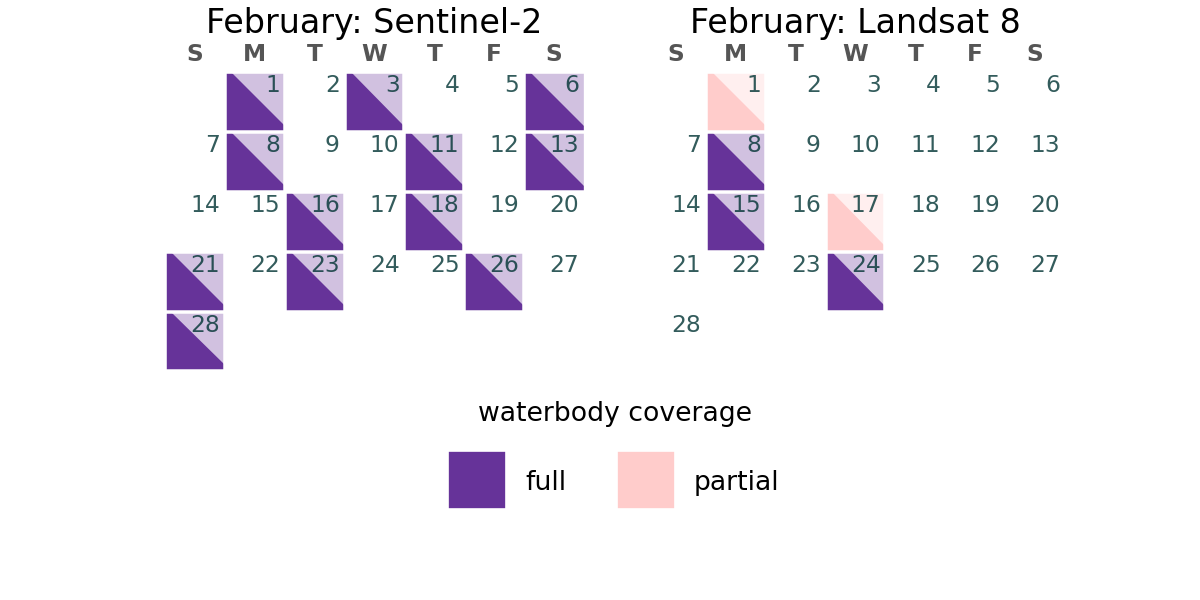 February: Sentinel-2
S M T W T F S
1 2 3 4 5 6
7 8 9 10 11 12 13
14 15 16 17 18 19 20
21 22 23 24 25 26 27
28
February: Landsat 8
S M T W T F S
1 2 3 4 5 6
7 8 9 10 11 12 13
14 15 16 17 18 19 20
21 22 23 24 25 26 27
28
waterbody coverage
full partial